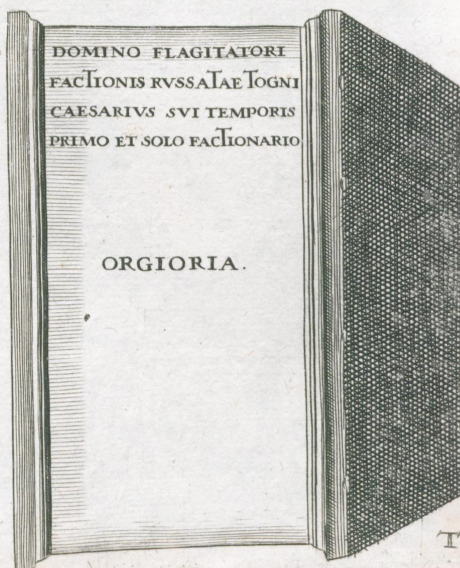 DOMINO FLAGITATORI
FACTIONIS RVSSATAE TOGNI
CAESARIVS SVI TEMPORIS
PRIMO ET SOLO FACTIONARIO
ORGIORIA.